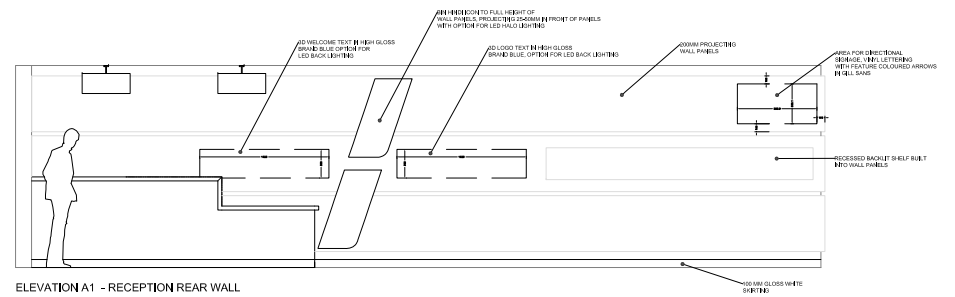 BIN HINDI ICON TO FULL HEIGHT OF
WALL PANELS, PROJECTING 25-50MM IN FRONT OF PANELS
WITH OPTION FOR LED HALO LIGHTING
3D WELCOME TEXT IN HIGH GLOSS
BRAND BLUE OPTION FOR
LED BACK LIGHTING
3D LOGO TEXT IN HIGH GLOSS
BRAND BLUE, OPTION FOR LED BACK LIGHTING
200MM PROJECTING
WALL PANELS
AREA FOR DIRECTIONAL
SIGNAGE, VINYL LETTERING
WITH FEATURE COLOURED ARROWS
IN GILL SANS
RECESSED BACKLIT SHELF BUILT
INTO WALL PANELS
100 MM GLOSS WHITE
SKIRTING
ELEVATION A1 - RECEPTION REAR WALL